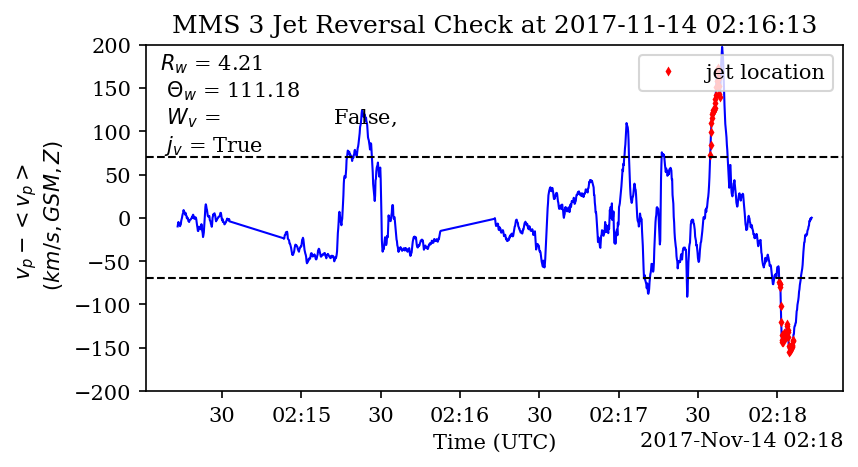 MMS 3 Jet Reversal Check at 2017-11-14 02:16:13
200
150
100
50
0
−50
−100
−150
−200
v_p − <v_p>
(km/s, GSM, Z)
R_w = 4.21
Θ_w = 111.18
W_v = False,
j_v = True
jet location
30 02:15 30 02:16 30 02:17 30 02:18
Time (UTC)
2017-Nov-14 02:18